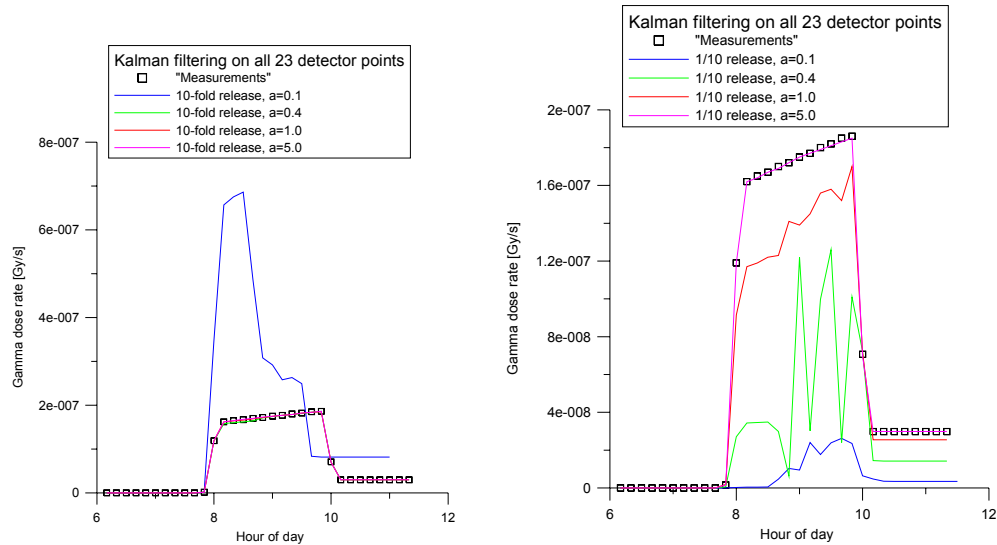 Kalman filtering on all 23 detector points
"Measurements"
10-fold release, a=0.1
10-fold release, a=0.4
10-fold release, a=1.0
10-fold release, a=5.0
8e-007
6e-007
4e-007
2e-007
0
Gamma dose rate [Gy/s]
6
8
10
12
Hour of day
Kalman filtering on all 23 detector points
"Measurements"
1/10 release, a=0.1
1/10 release, a=0.4
1/10 release, a=1.0
1/10 release, a=5.0
2e-007
1.6e-007
1.2e-007
8e-008
4e-008
0
Gamma dose rate [Gy/s]
6
8
10
12
Hour of day